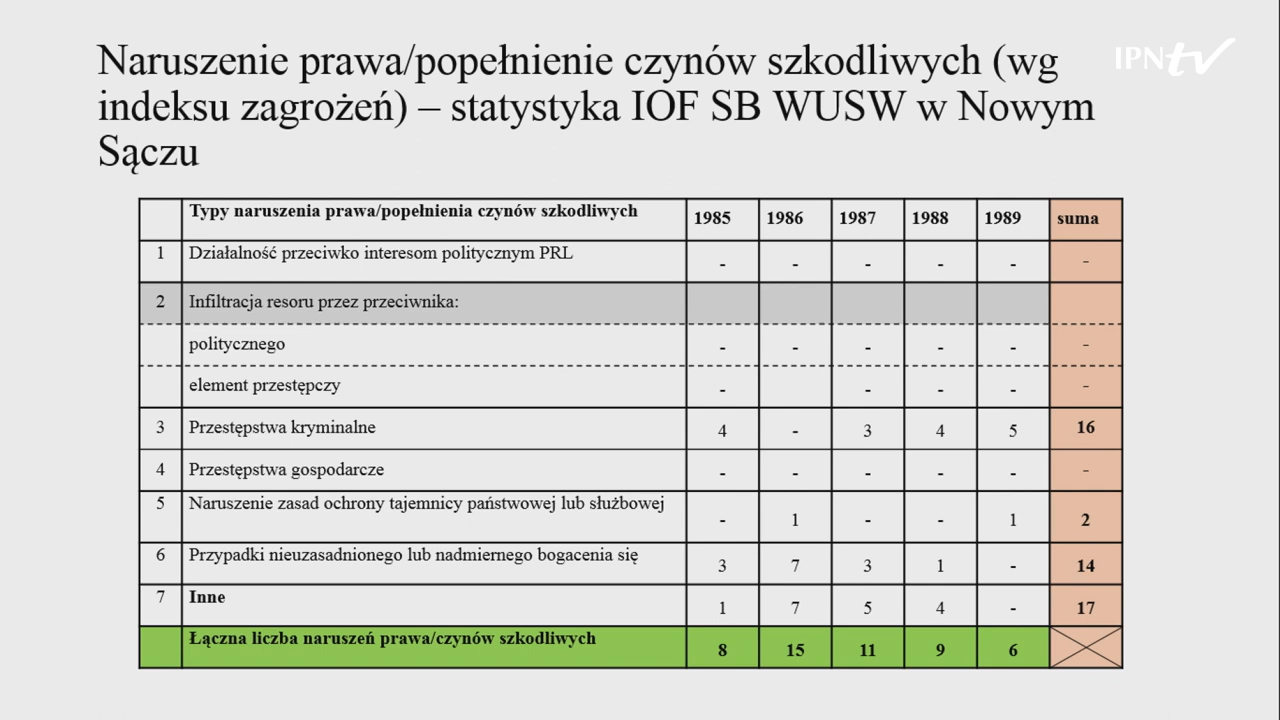 Naruszenie prawa/popełnienie czynów szkodliwych (wg
indeksu zagrożeń) – statystyka IOF SB WUSW w Nowym
Sączu
IPNtv
Typy naruszenia prawa/popełnienia czynów szkodliwych 1985 1986 1987 1988 1989 suma
1 Działalność przeciwko interesom politycznym PRL - - - - - -
2 Infiltracja resoru przez przeciwnika:
politycznego - - - - - -
element przestępczy - - - - -
3 Przestępstwa kryminalne 4 - 3 4 5 16
4 Przestępstwa gospodarcze - - - - - -
5 Naruszenie zasad ochrony tajemnicy państwowej lub służbowej - 1 - - 1 2
6 Przypadki nieuzasadnionego lub nadmiernego bogacenia się 3 7 3 1 - 14
7 Inne 1 7 5 4 - 17
Łączna liczba naruszeń prawa/czynów szkodliwych 8 15 11 9 6